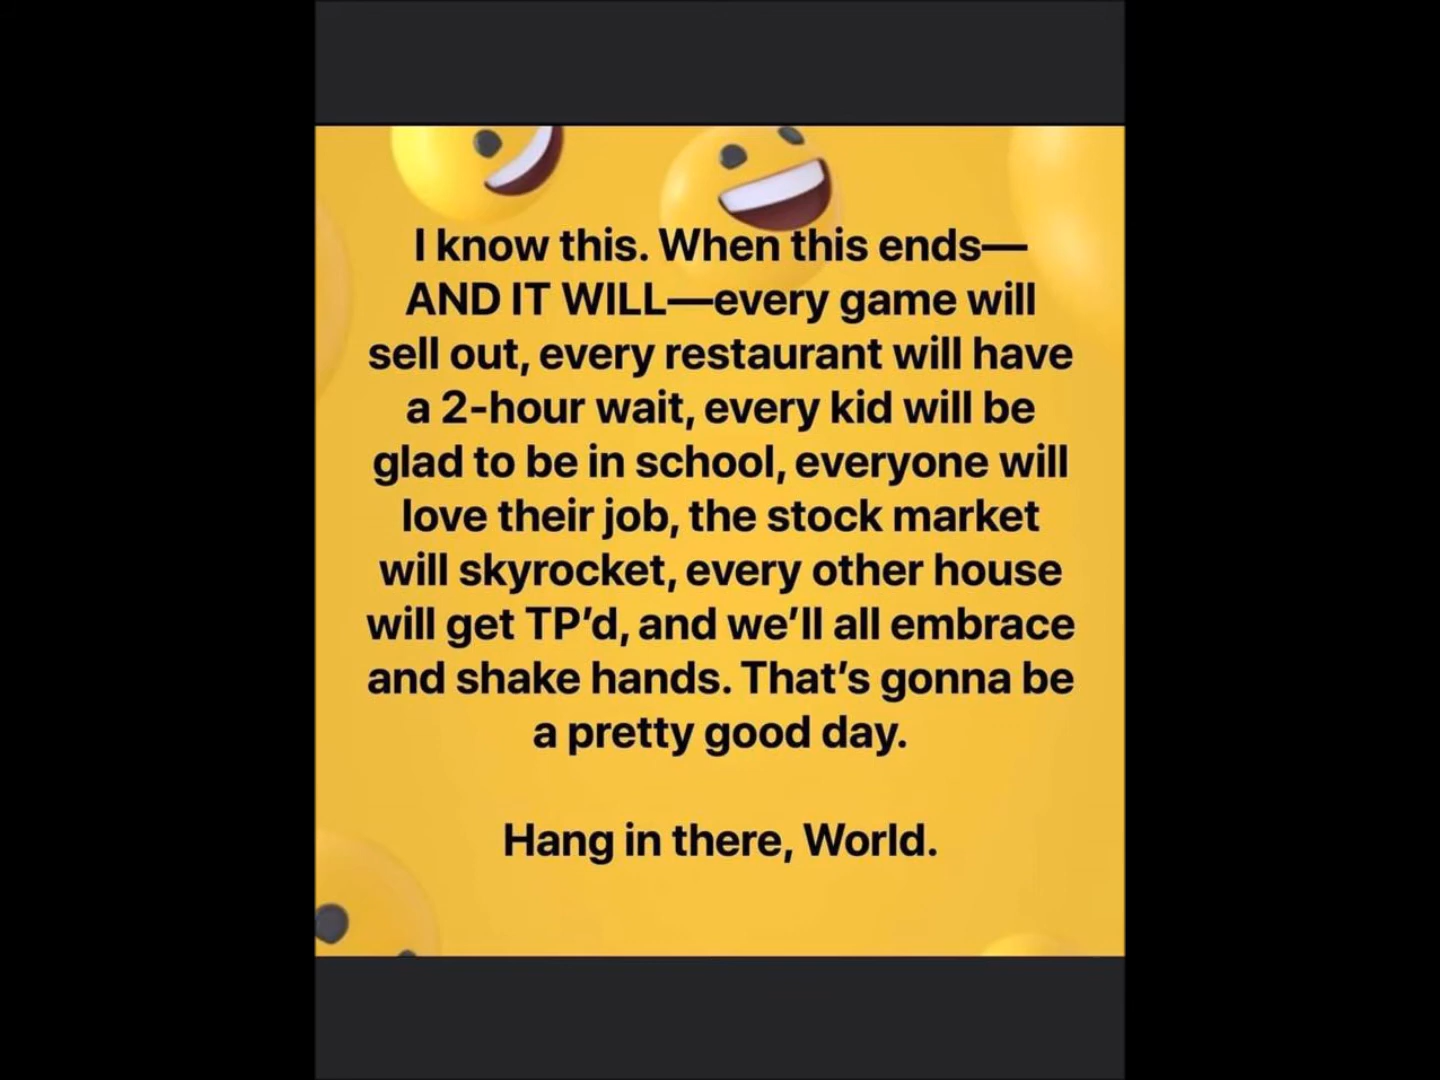 I know this. When this ends—
AND IT WILL—every game will
sell out, every restaurant will have
a 2-hour wait, every kid will be
glad to be in school, everyone will
love their job, the stock market
will skyrocket, every other house
will get TP’d, and we’ll all embrace
and shake hands. That’s gonna be
a pretty good day.
Hang in there, World.